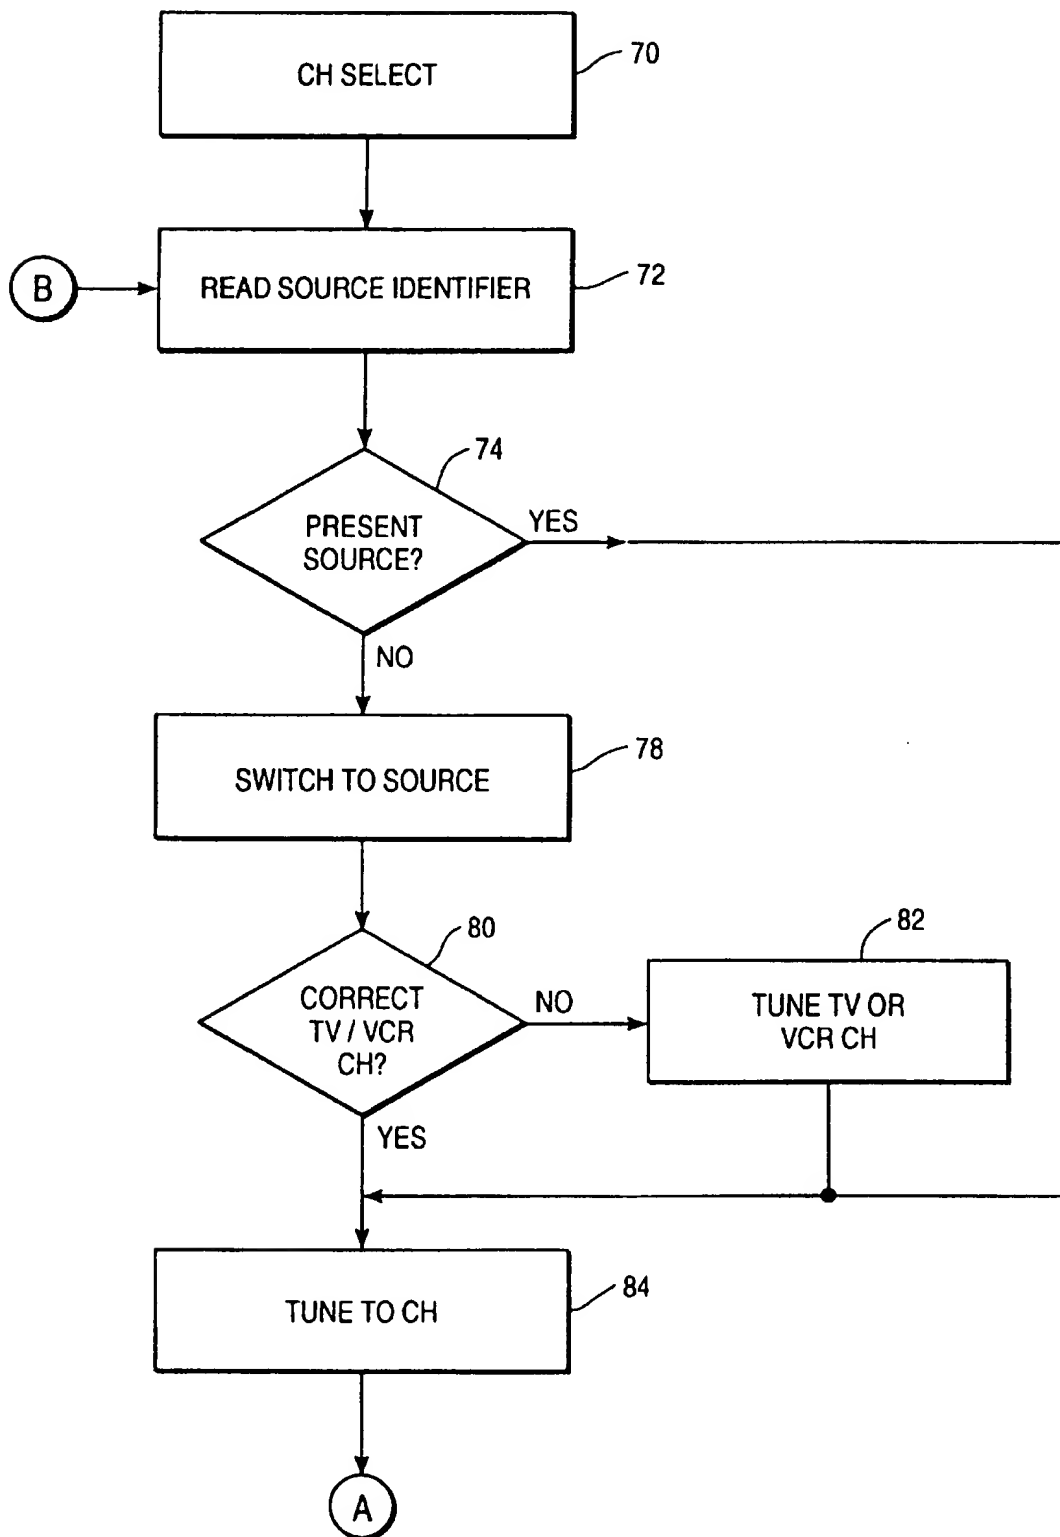 CH SELECT
70
B
READ SOURCE IDENTIFIER
72
74
PRESENT
SOURCE?
YES
NO
SWITCH TO SOURCE
78
80
CORRECT
TV / VCR
CH?
NO
82
TUNE TV OR
VCR CH
YES
TUNE TO CH
84
A